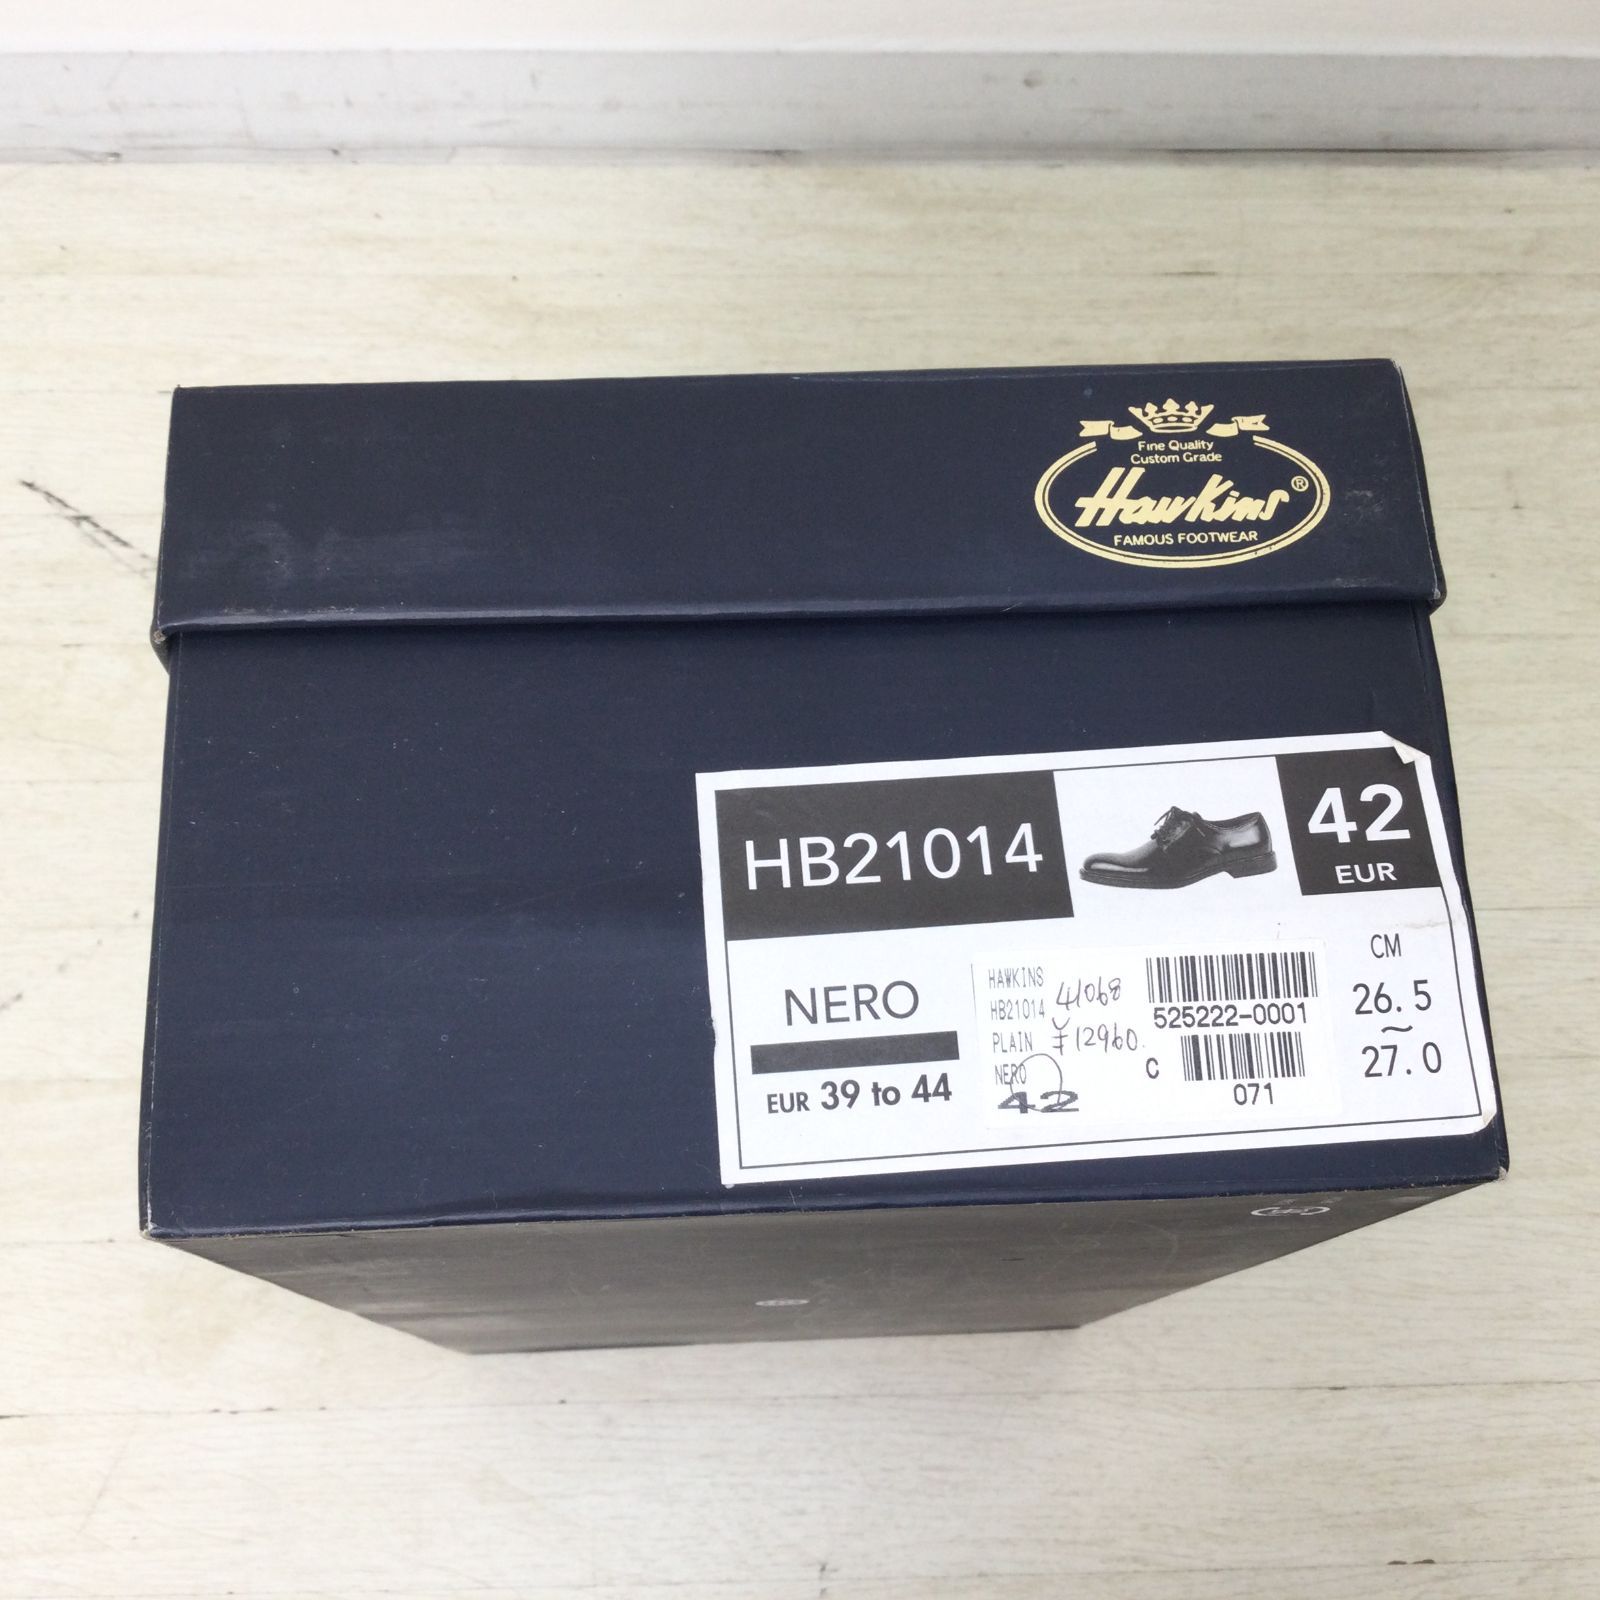 Fine Quality
Custom Grade
Hawkins®
FAMOUS FOOTWEAR
HB21014
42
EUR
NERO
EUR 39 to 44
HAWKINS
HB21014 41068
PLAIN ¥12960.
NERO
42
525222-0001
C
071
CM
26.5
~
27.0